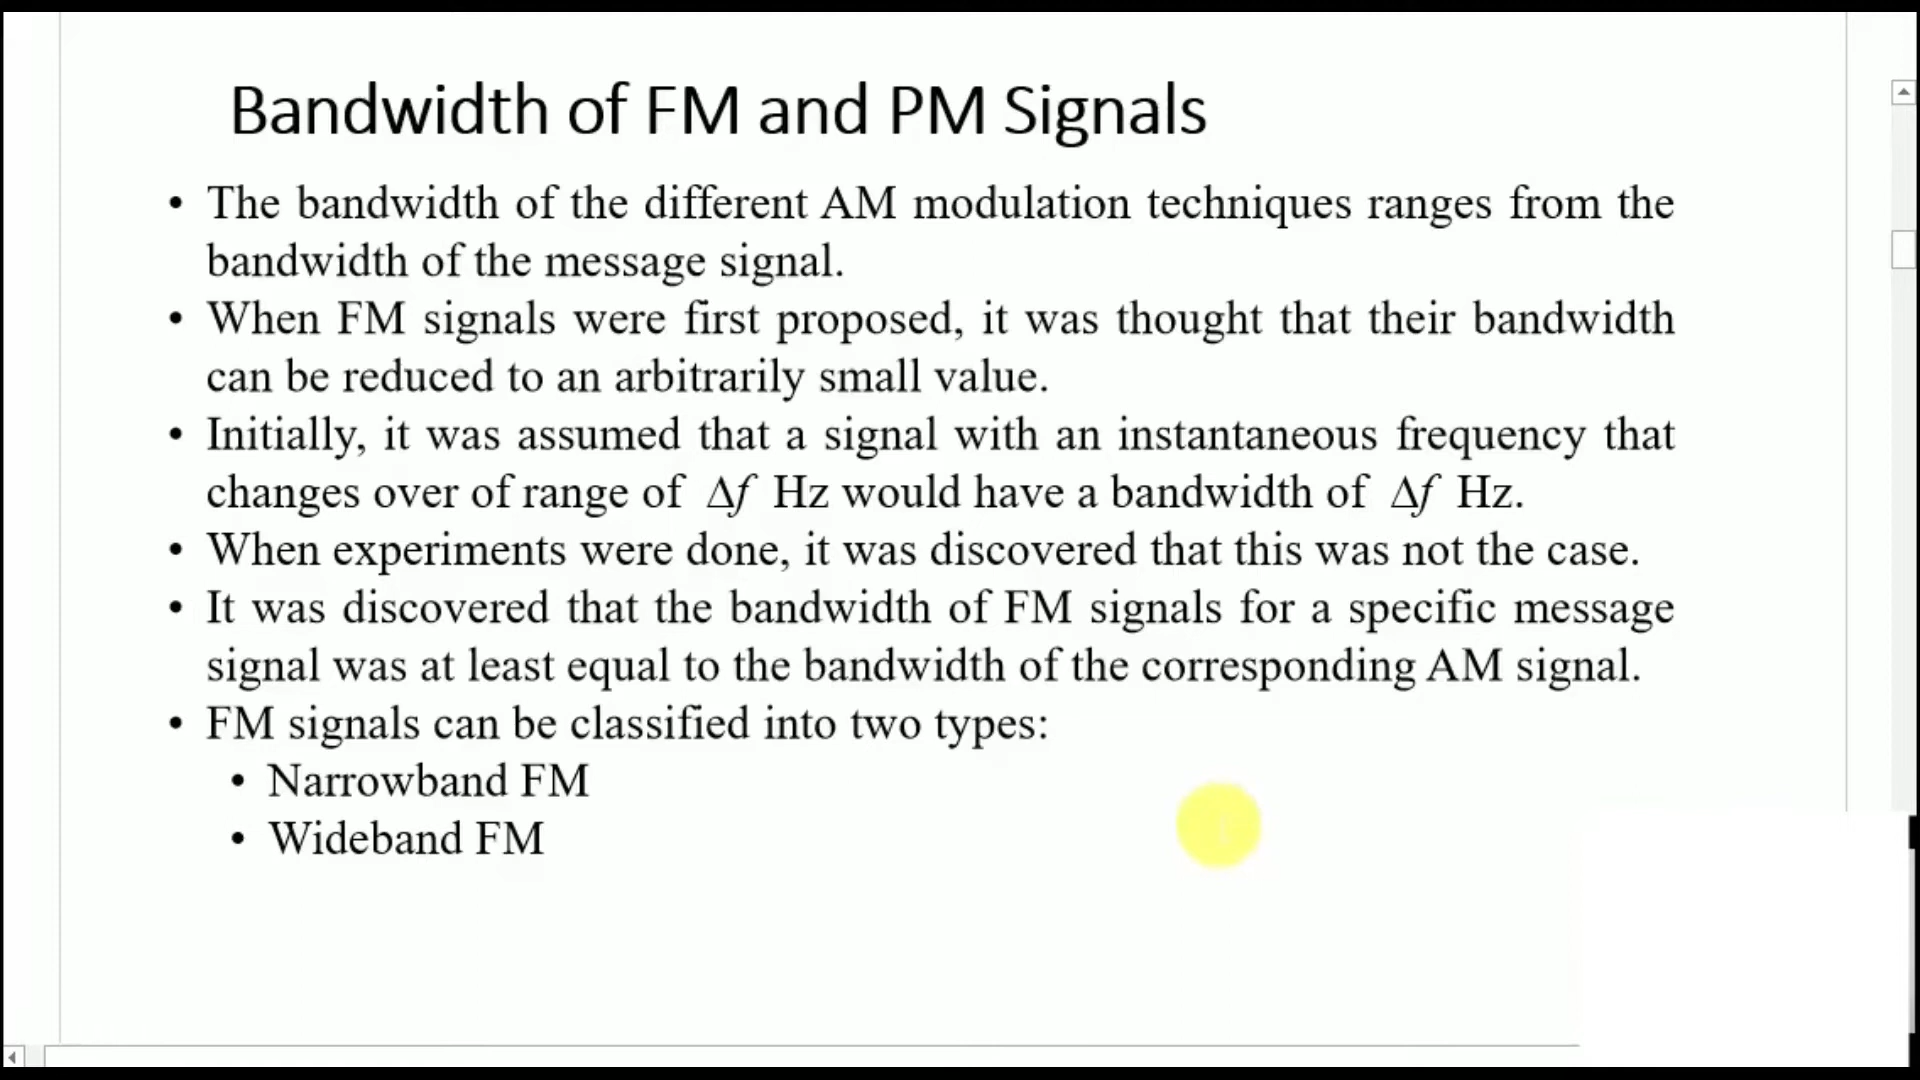 Bandwidth of FM and PM Signals
• The bandwidth of the different AM modulation techniques ranges from the
bandwidth of the message signal.
• When FM signals were first proposed, it was thought that their bandwidth
can be reduced to an arbitrarily small value.
• Initially, it was assumed that a signal with an instantaneous frequency that
changes over of range of Δf Hz would have a bandwidth of Δf Hz.
• When experiments were done, it was discovered that this was not the case.
• It was discovered that the bandwidth of FM signals for a specific message
signal was at least equal to the bandwidth of the corresponding AM signal.
• FM signals can be classified into two types:
• Narrowband FM
• Wideband FM